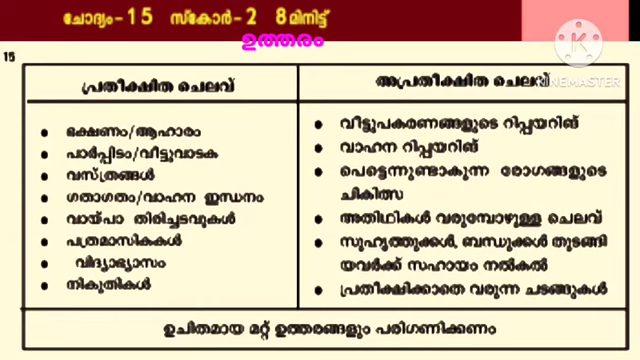 ചോദ്യം-15 സ്കോർ-2 8മിനിട്ട്
ഉത്തരം
15
പ്രതീക്ഷിത ചെലവ്
അപ്രതീക്ഷിത ചെലവ്
KINEMASTER
• ഭക്ഷണം/ആഹാരം
• പാർപ്പിടം/വീട്ടുവാടക
• വസ്ത്രങ്ങൾ
• ഗതാഗതം/വാഹന ഇന്ധനം
• വായ്പാ തിരിച്ചടവുകൾ
• പത്രമാസികകൾ
• വിദ്യാഭ്യാസം
• നികുതികൾ
• വീട്ടുപകരണങ്ങളുടെ റിപ്പയറിങ്
• വാഹന റിപ്പയറിങ്
• പെട്ടെന്നുണ്ടാകുന്ന രോഗങ്ങളുടെ
ചികിത്സ
• അതിഥികൾ വരുമ്പോഴുള്ള ചെലവ്
• സുഹൃത്തുക്കൾ, ബന്ധുക്കൾ തുടങ്ങി
യവർക്ക് സഹായം നൽകൽ
• പ്രതീക്ഷിക്കാതെ വരുന്ന ചടങ്ങുകൾ
ഉചിതമായ മറ്റ് ഉത്തരങ്ങളും പരിഗണിക്കണം